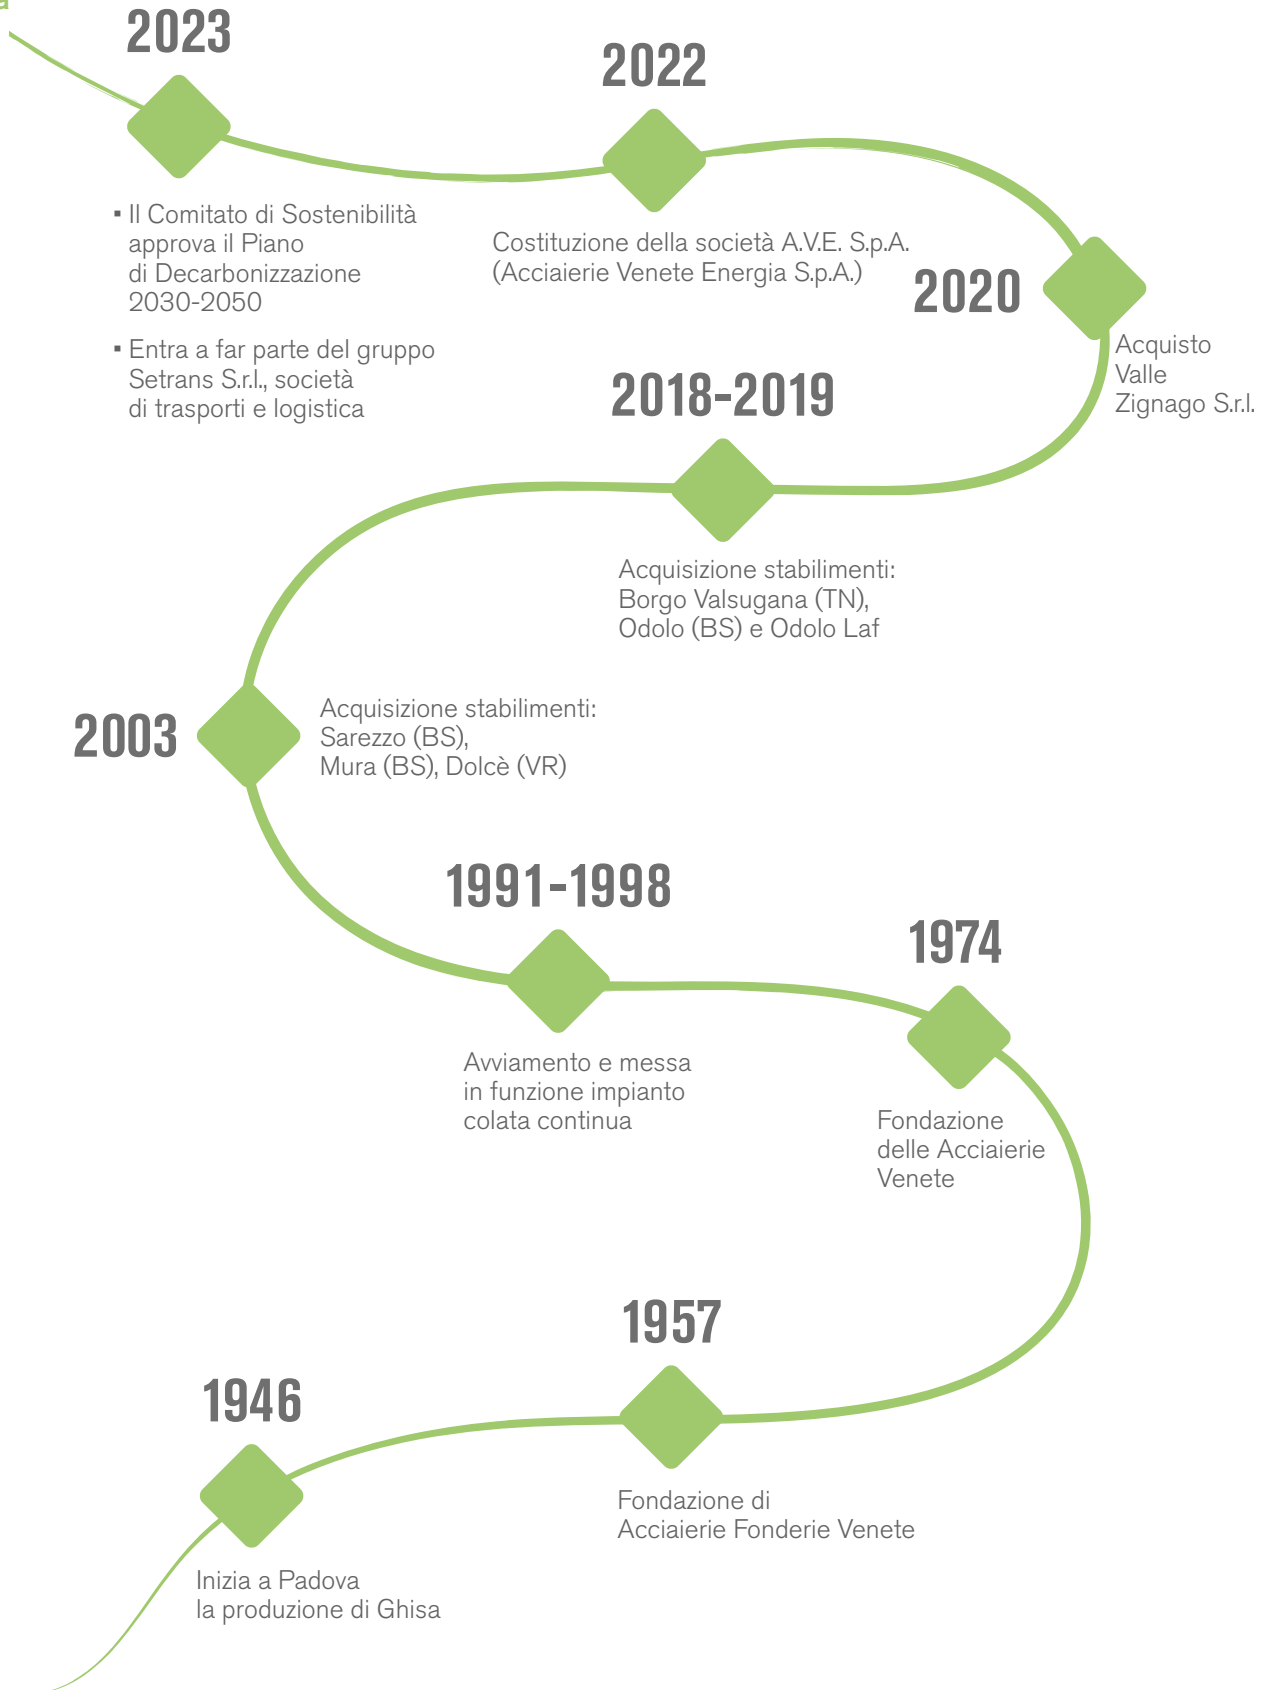 2023
▪ Il Comitato di Sostenibilità
approva il Piano
di Decarbonizzazione
2030-2050
▪ Entra a far parte del gruppo
Setrans S.r.l., società
di trasporti e logistica
2022
Costituzione della società A.V.E. S.p.A.
(Acciaierie Venete Energia S.p.A.)
2020
Acquisto
Valle
Zignago S.r.l.
2018-2019
Acquisizione stabilimenti:
Borgo Valsugana (TN),
Odolo (BS) e Odolo Laf
2003
Acquisizione stabilimenti:
Sarezzo (BS),
Mura (BS), Dolcè (VR)
1991-1998
Avviamento e messa
in funzione impianto
colata continua
1974
Fondazione
delle Acciaierie
Venete
1957
Fondazione di
Acciaierie Fonderie Venete
1946
Inizia a Padova
la produzione di Ghisa